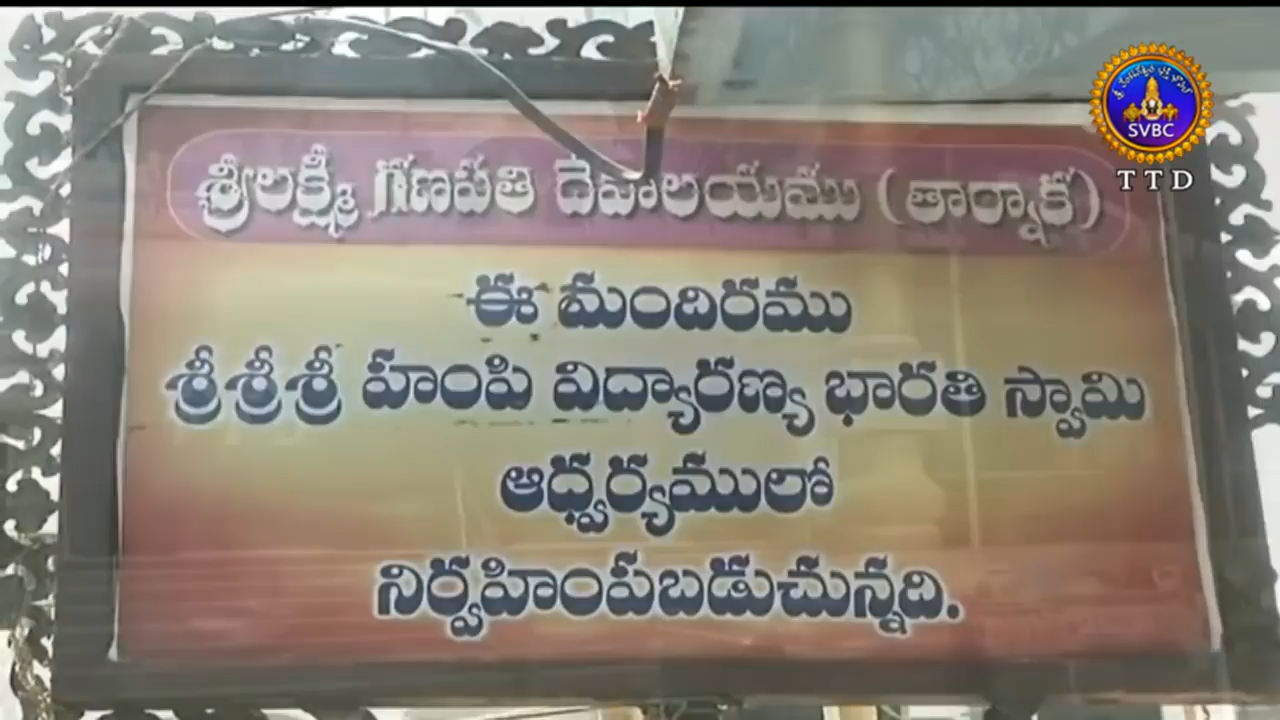 శ్రీలక్ష్మీ గణపతి దేవాలయము (తార్నాక)
ఈ మందిరము
శ్రీశ్రీశ్రీ హంపి విద్యారణ్య భారతి స్వామి
ఆధ్వర్యములో
నిర్వహింపబడుచున్నది.
SVBC
TTD